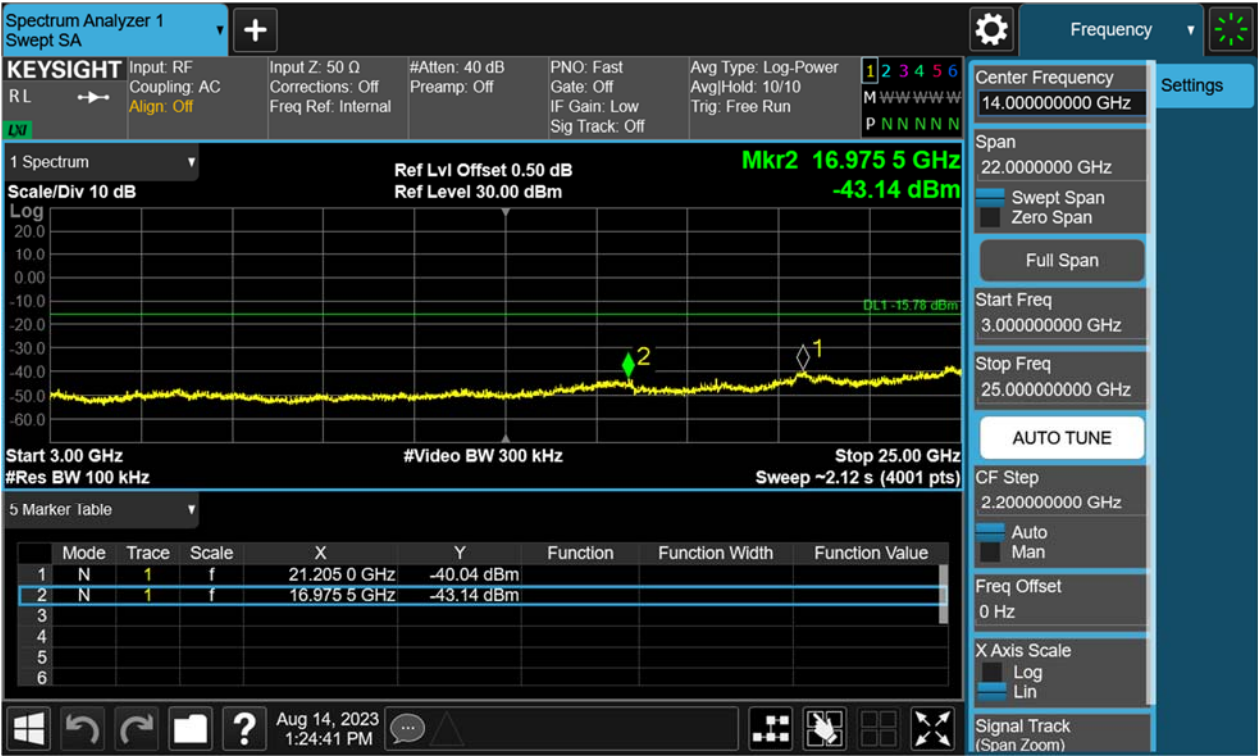 Spectrum Analyzer 1
Swept SA
Frequency
KEYSIGHT
R L
LXI
Input: RF
Coupling: AC
Align: Off
Input Z: 50 Ω
Corrections: Off
Freq Ref: Internal
#Atten: 40 dB
Preamp: Off
PNO: Fast
Gate: Off
IF Gain: Low
Sig Track: Off
Avg Type: Log-Power
Avg|Hold: 10/10
Trig: Free Run
1 2 3 4 5 6
M W W W W W
P N N N N N
1 Spectrum
Scale/Div 10 dB
Ref Lvl Offset 0.50 dB
Ref Level 30.00 dBm
Mkr2 16.975 5 GHz
-43.14 dBm
Log
20.0
10.0
0.00
-10.0
-20.0
-30.0
-40.0
-50.0
-60.0
DL1 -15.78 dBm
2
1
Start 3.00 GHz
#Res BW 100 kHz
#Video BW 300 kHz
Stop 25.00 GHz
Sweep ~2.12 s (4001 pts)
5 Marker Table
Mode Trace Scale X Y Function Function Width Function Value
1 N 1 f 21.205 0 GHz -40.04 dBm
2 N 1 f 16.975 5 GHz -43.14 dBm
3
4
5
6
?
Aug 14, 2023
1:24:41 PM
Center Frequency
14.000000000 GHz
Settings
Span
22.0000000 GHz
Swept Span
Zero Span
Full Span
Start Freq
3.000000000 GHz
Stop Freq
25.000000000 GHz
AUTO TUNE
CF Step
2.200000000 GHz
Auto
Man
Freq Offset
0 Hz
X Axis Scale
Log
Lin
Signal Track
(Span Zoom)